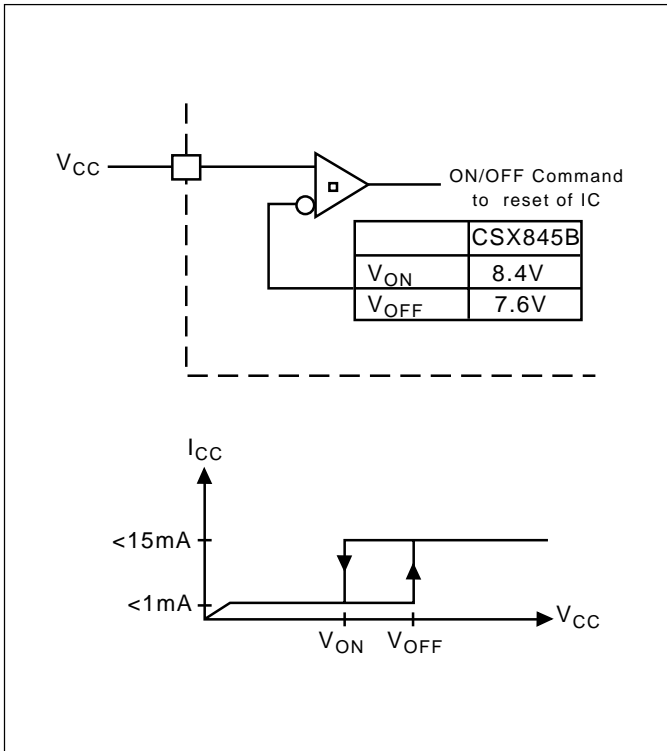 VCC
ON/OFF Command
to reset of IC
CSX845B
VON 8.4V
VOFF 7.6V
ICC
<15mA
<1mA
VCC
VON VOFF